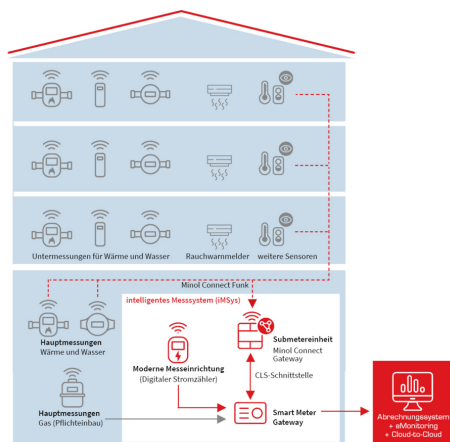 Untermessungen für Wärme und Wasser
Rauchwarnmelder
weitere Sensoren
Minol Connect Funk
intelligentes Messsystem (iMSys)
Hauptmessungen
Wärme und Wasser
Submetereinheit
Minol Connect
Gateway
Moderne Messeinrichtung
(Digitaler Stromzähler)
CLS-Schnittstelle
Hauptmessungen
Gas (Pflichteinbau)
Smart Meter
Gateway
Abrechnungssystem
+ eMonitoring
+ Cloud-to-Cloud